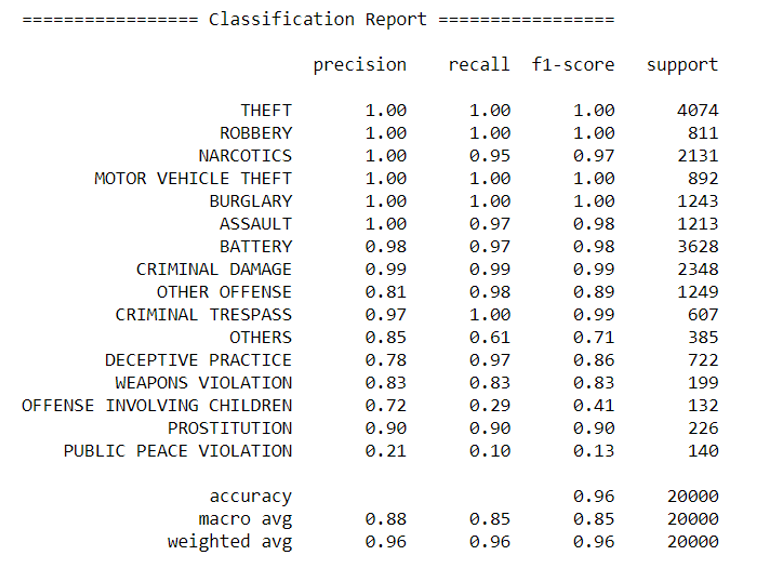 ================= Classification Report =================
precision recall f1-score support
THEFT 1.00 1.00 1.00 4074
ROBBERY 1.00 1.00 1.00 811
NARCOTICS 1.00 0.95 0.97 2131
MOTOR VEHICLE THEFT 1.00 1.00 1.00 892
BURGLARY 1.00 1.00 1.00 1243
ASSAULT 1.00 0.97 0.98 1213
BATTERY 0.98 0.97 0.98 3628
CRIMINAL DAMAGE 0.99 0.99 0.99 2348
OTHER OFFENSE 0.81 0.98 0.89 1249
CRIMINAL TRESPASS 0.97 1.00 0.99 607
OTHERS 0.85 0.61 0.71 385
DECEPTIVE PRACTICE 0.78 0.97 0.86 722
WEAPONS VIOLATION 0.83 0.83 0.83 199
OFFENSE INVOLVING CHILDREN 0.72 0.29 0.41 132
PROSTITUTION 0.90 0.90 0.90 226
PUBLIC PEACE VIOLATION 0.21 0.10 0.13 140
accuracy 0.96 20000
macro avg 0.88 0.85 0.85 20000
weighted avg 0.96 0.96 0.96 20000